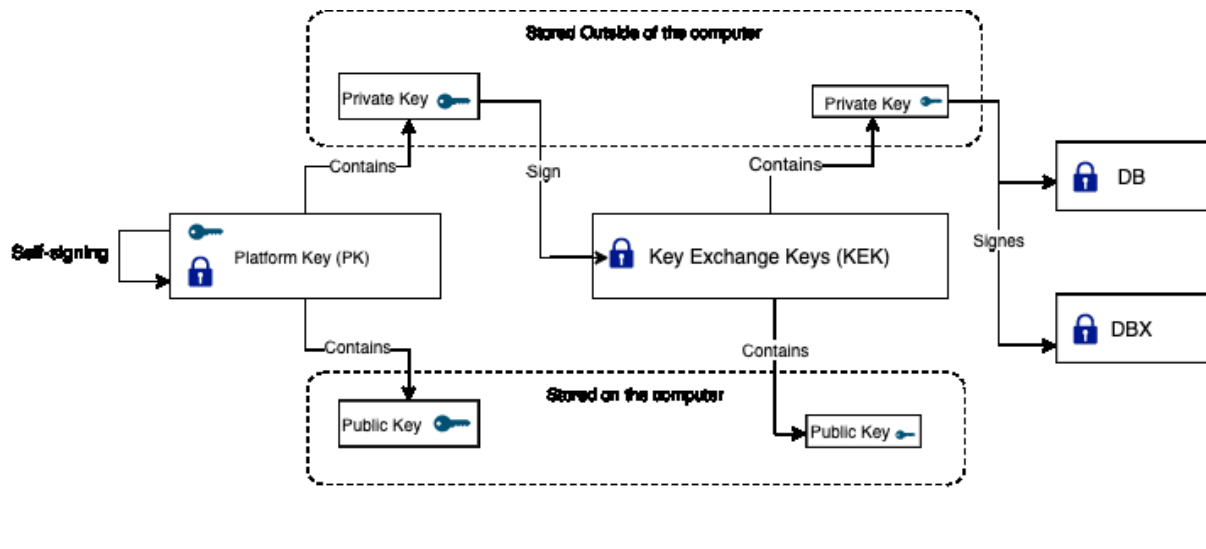 Stored Outside of the computer
Private Key
Private Key
Contains
Sign
Contains
DB
Self-signing
Platform Key (PK)
Key Exchange Keys (KEK)
Signes
Contains
Contains
DBX
Stored on the computer
Public Key
Public Key